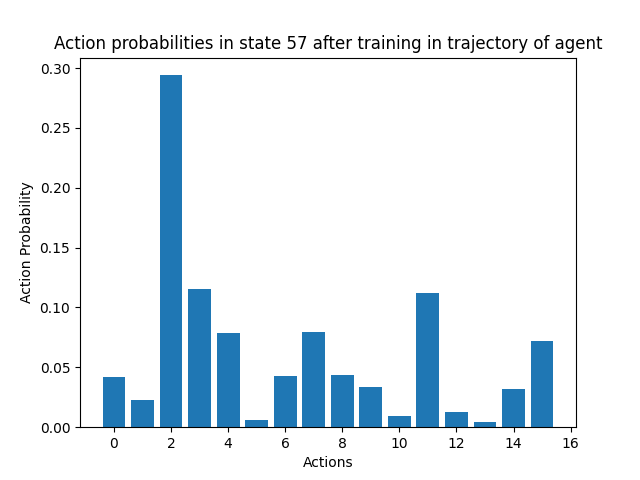 Action probabilities in state 57 after training in trajectory of agent
0.30
0.25
0.20
0.15
0.10
0.05
0.00
Action Probability
0 2 4 6 8 10 12 14 16
Actions